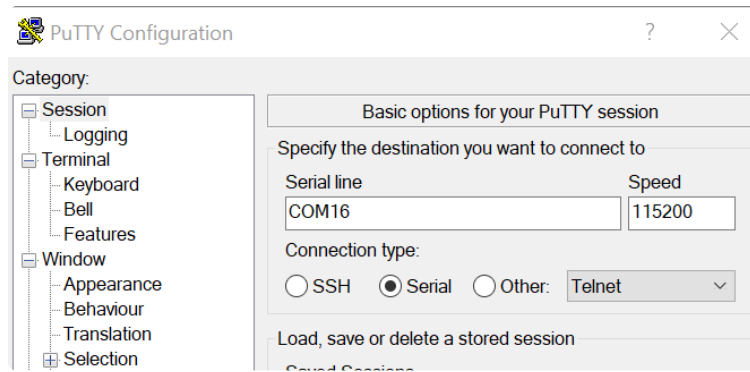 PuTTY Configuration
Category:
Session
Logging
Terminal
Keyboard
Bell
Features
Window
Appearance
Behaviour
Translation
Selection
Basic options for your PuTTY session
Specify the destination you want to connect to
Serial line Speed
COM16 115200
Connection type:
SSH Serial Other: Telnet
Load, save or delete a stored session
Saved Sessions